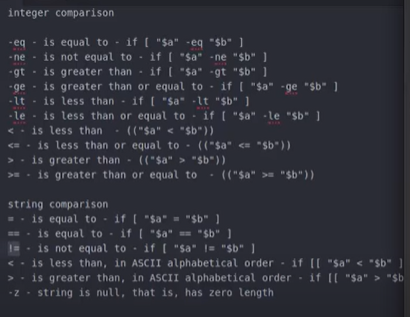 integer comparison
-eq - is equal to - if [ "$a" -eq "$b" ]
-ne - is not equal to - if [ "$a" -ne "$b" ]
-gt - is greater than - if [ "$a" -gt "$b" ]
-ge - is greater than or equal to - if [ "$a" -ge "$b" ]
-lt - is less than - if [ "$a" -lt "$b" ]
-le - is less than or equal to - if [ "$a" -le "$b" ]
< - is less than - (("$a" < "$b"))
<= - is less than or equal to - (("$a" <= "$b"))
> - is greater than - (("$a" > "$b"))
>= - is greater than or equal to - (("$a" >= "$b"))
string comparison
= - is equal to - if [ "$a" = "$b" ]
== - is equal to - if [ "$a" == "$b" ]
!= - is not equal to - if [ "$a" != "$b" ]
< - is less than, in ASCII alphabetical order - if [[ "$a" < "$b" ]
> - is greater than, in ASCII alphabetical order - if [[ "$a" > "$b
-z - string is null, that is, has zero length